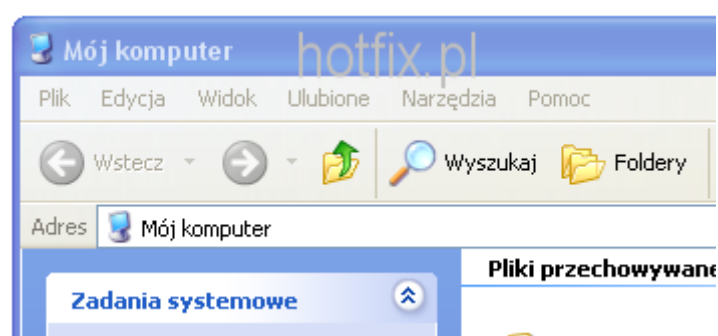 Mój komputer
hotfix.pl
Plik Edycja Widok Ulubione Narzędzia Pomoc
Wstecz Wyszukaj Foldery
Adres Mój komputer
Pliki przechowywane
Zadania systemowe